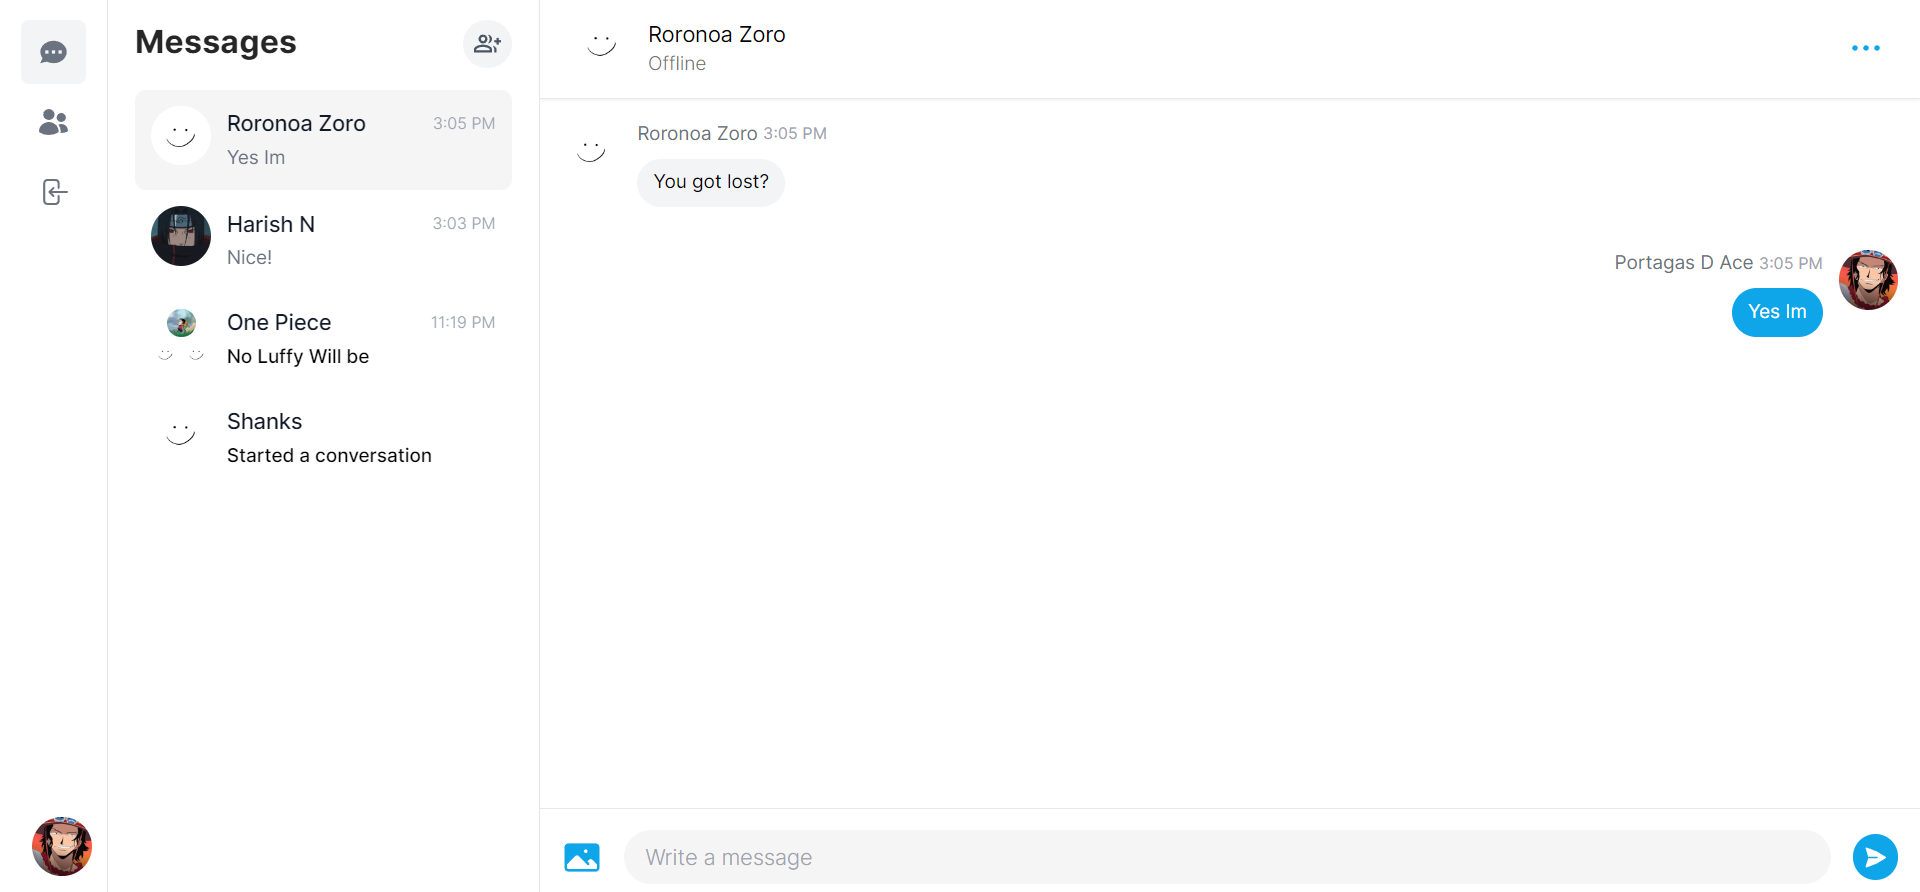 Messages
Roronoa Zoro 3:05 PM
Yes Im
Harish N 3:03 PM
Nice!
One Piece 11:19 PM
No Luffy Will be
Shanks
Started a conversation
Roronoa Zoro
Offline
Roronoa Zoro 3:05 PM
You got lost?
Portagas D Ace 3:05 PM
Yes Im
Write a message